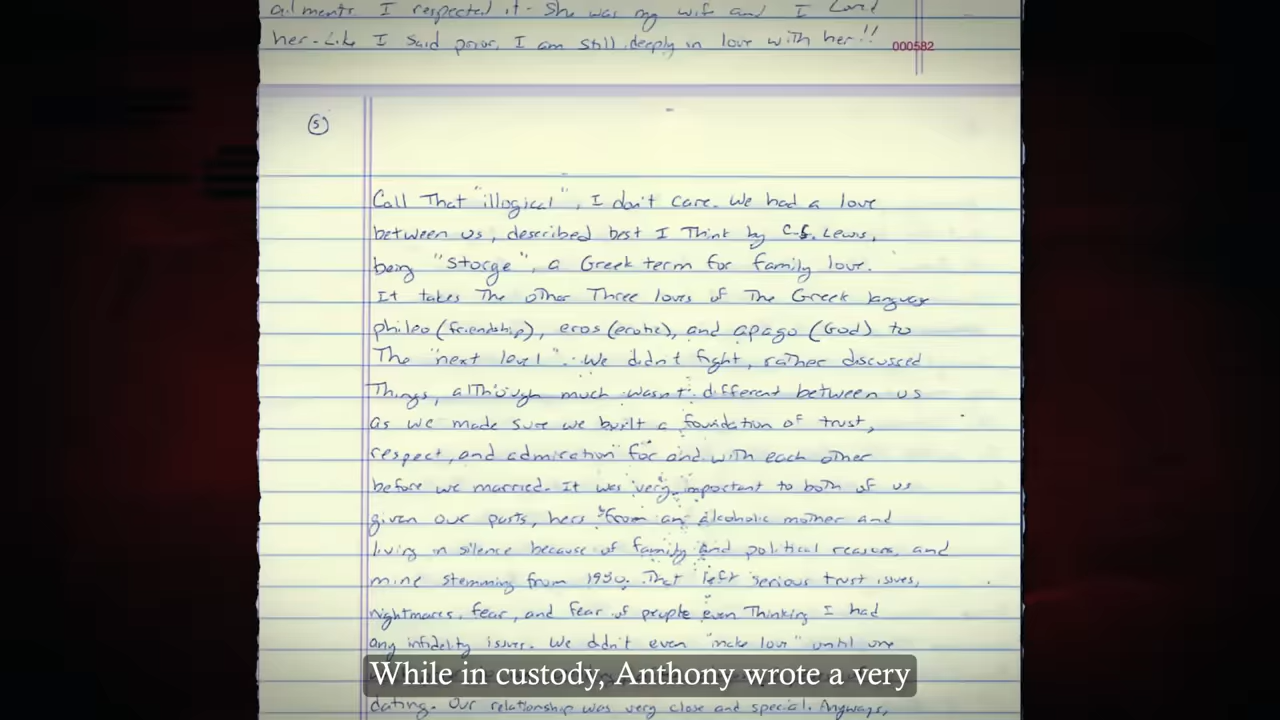 ailments. I respected it - She was my wife and I Loved
her. Like I said prior, I am still deeply in love with her!!
000582
5
Call That "illogical", I don't care. We had a love
between us, described best I Think by C.S. Lewis,
being "Storge", a Greek term for family love.
It takes The other Three loves of The Greek language
phileo (friendship), eros (erotic), and apago (God) to
The "next level". We didn't fight, rather discussed
Things, although much wasn't different between us
as we made sure we built a foundation of trust,
respect, and admiration for and with each other
before we married. It was very important to both of us
given our pasts, hers from an alcoholic mother and
living in silence because of family and political reasons, and
mine stemming from That left serious trust issues,
nightmares, fear, and fear of people even Thinking I had
any infidelity issues. We didn't even "make love" until one
While in custody, Anthony wrote a very
dating. Our relationship was very close and special. Anyways,